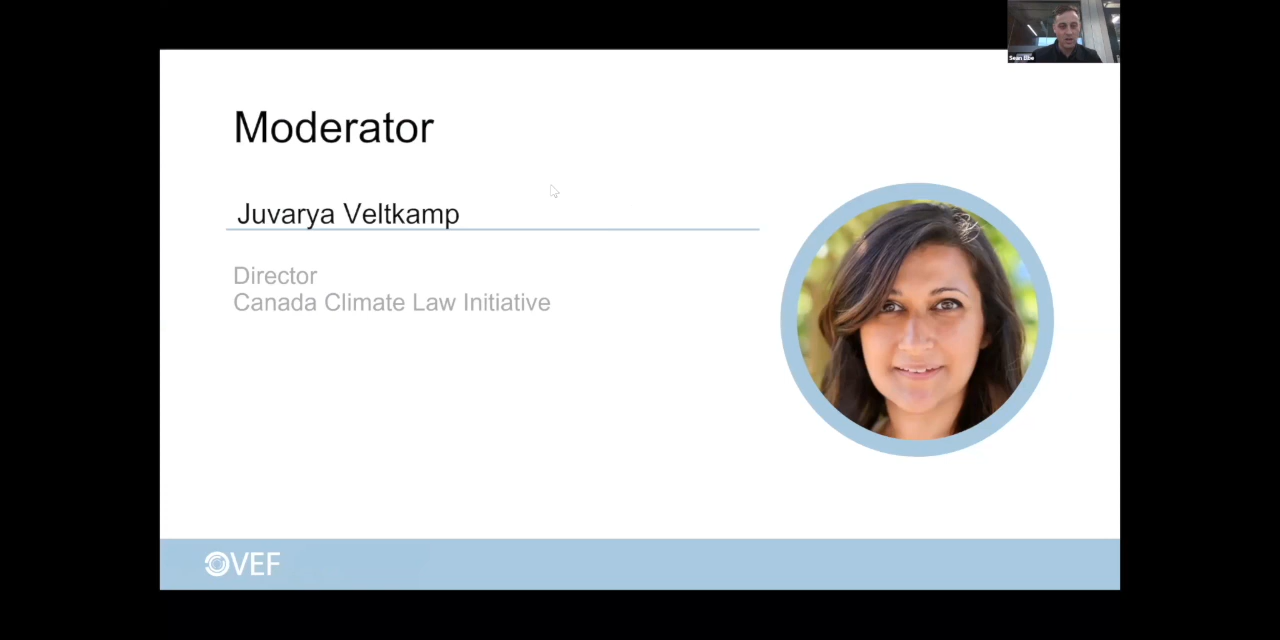 Moderator
Juvarya Veltkamp
Director
Canada Climate Law Initiative
VEF